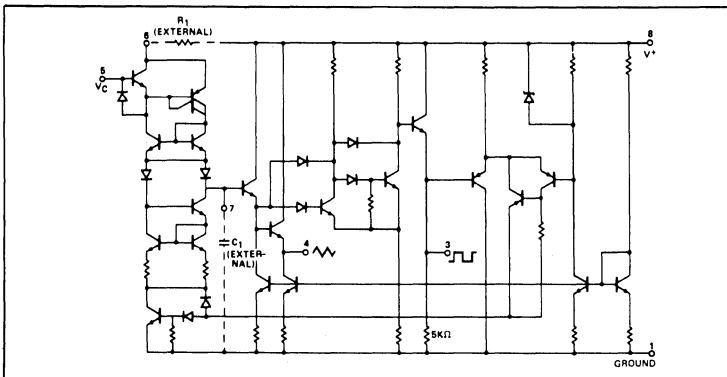 R1
(EXTERNAL)
6
8
V+
5
VC
7
C1
(EXTER-
NAL)
4
3
5KΩ
1
GROUND